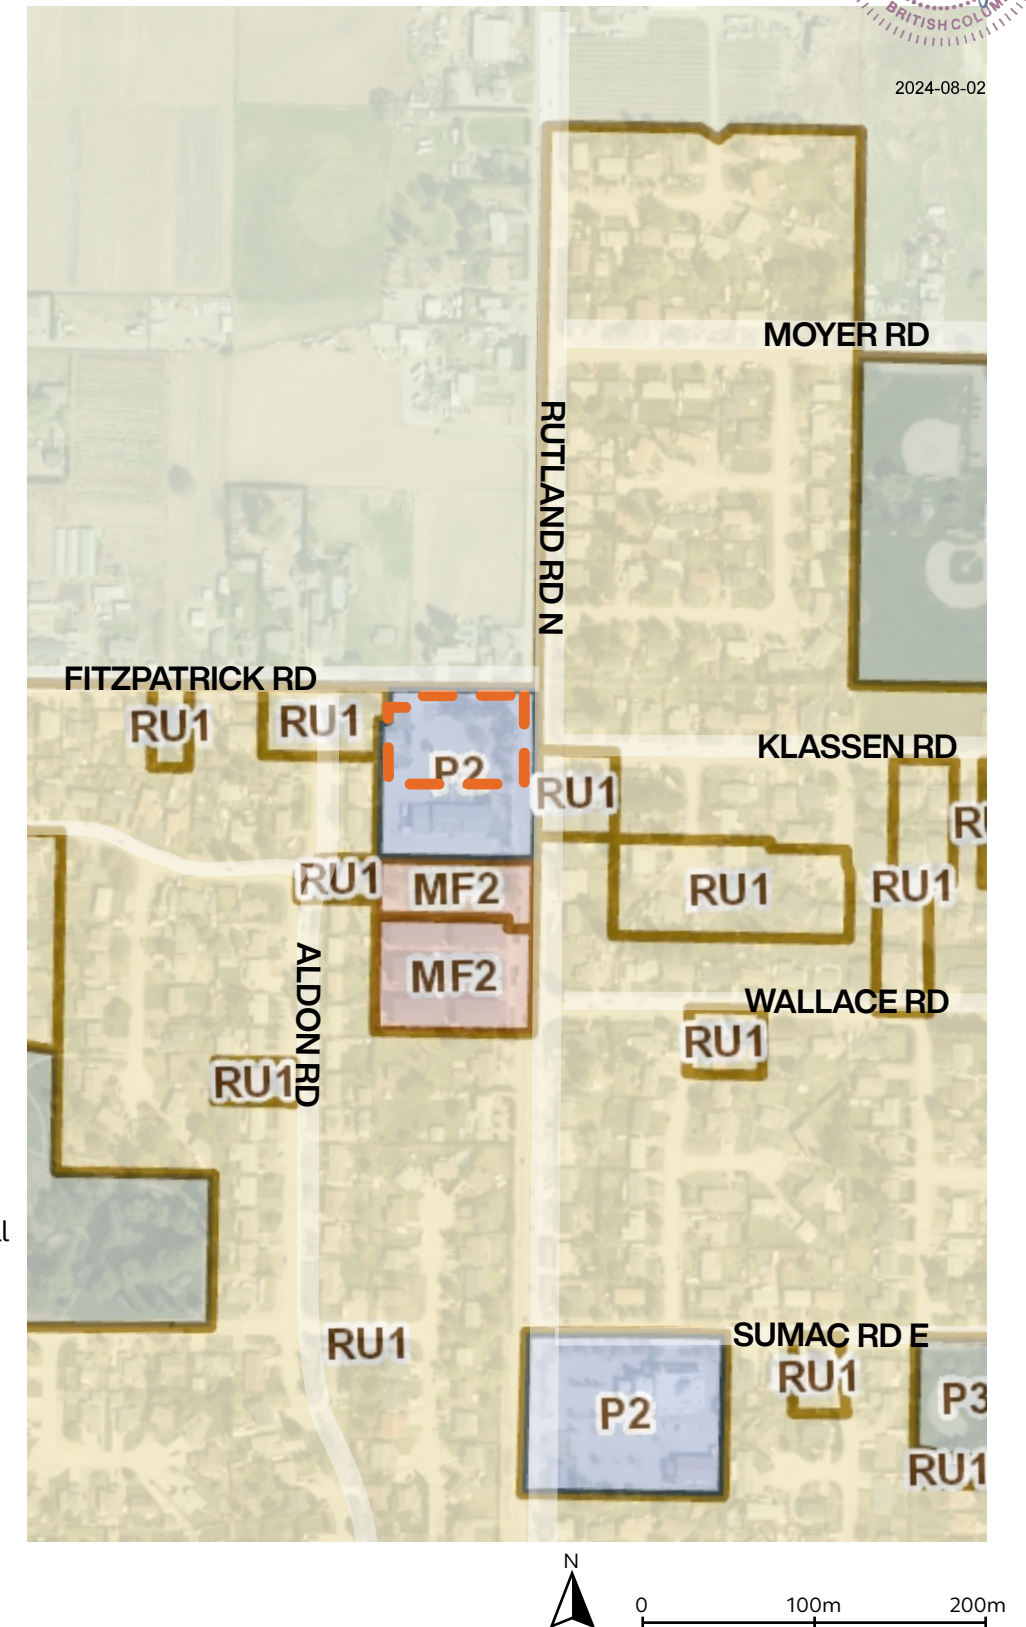 BRITISH COLUM
2024-08-02
MOYER RD
RUTLAND RD N
FITZPATRICK RD
RU1
RU1
KLASSEN RD
P2
RU1
RU1
MF2
RU1
RU1
ALDON RD
MF2
WALLACE RD
RU1
RU1
SUMAC RD E
RU1
RU1
P2
P3
RU1
N
0 100m 200m